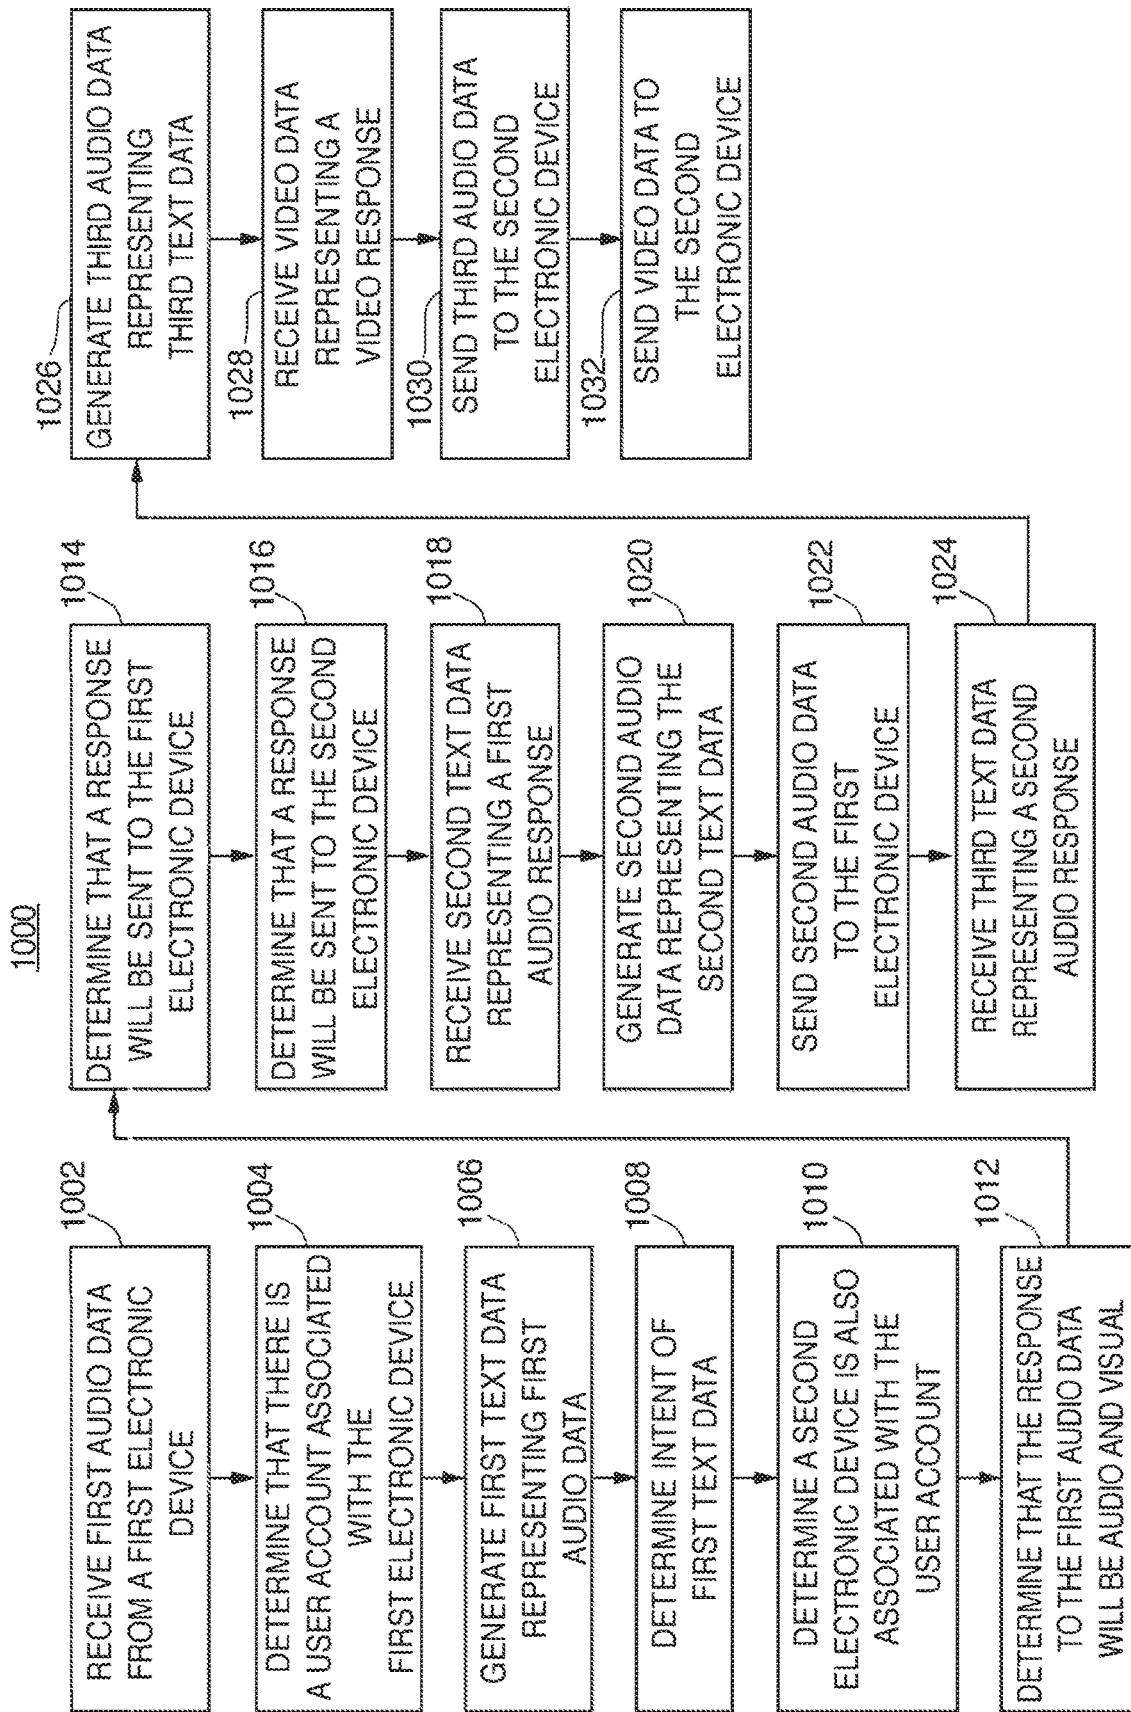 1000
1002
RECEIVE FIRST AUDIO DATA
FROM A FIRST ELECTRONIC
DEVICE
1004
DETERMINE THAT THERE IS
A USER ACCOUNT ASSOCIATED
WITH THE
FIRST ELECTRONIC DEVICE
1006
GENERATE FIRST TEXT DATA
REPRESENTING FIRST
AUDIO DATA
1008
DETERMINE INTENT OF
FIRST TEXT DATA
1010
DETERMINE A SECOND
ELECTRONIC DEVICE IS ALSO
ASSOCIATED WITH THE
USER ACCOUNT
1012
DETERMINE THAT THE RESPONSE
TO THE FIRST AUDIO DATA
WILL BE AUDIO AND VISUAL
1014
DETERMINE THAT A RESPONSE
WILL BE SENT TO THE FIRST
ELECTRONIC DEVICE
1016
DETERMINE THAT A RESPONSE
WILL BE SENT TO THE SECOND
ELECTRONIC DEVICE
1018
RECEIVE SECOND TEXT DATA
REPRESENTING A FIRST
AUDIO RESPONSE
1020
GENERATE SECOND AUDIO
DATA REPRESENTING THE
SECOND TEXT DATA
1022
SEND SECOND AUDIO DATA
TO THE FIRST
ELECTRONIC DEVICE
1024
RECEIVE THIRD TEXT DATA
REPRESENTING A SECOND
AUDIO RESPONSE
1026
GENERATE THIRD AUDIO DATA
REPRESENTING
THIRD TEXT DATA
1028
RECEIVE VIDEO DATA
REPRESENTING A
VIDEO RESPONSE
1030
SEND THIRD AUDIO DATA
TO THE SECOND
ELECTRONIC DEVICE
1032
SEND VIDEO DATA TO
THE SECOND
ELECTRONIC DEVICE